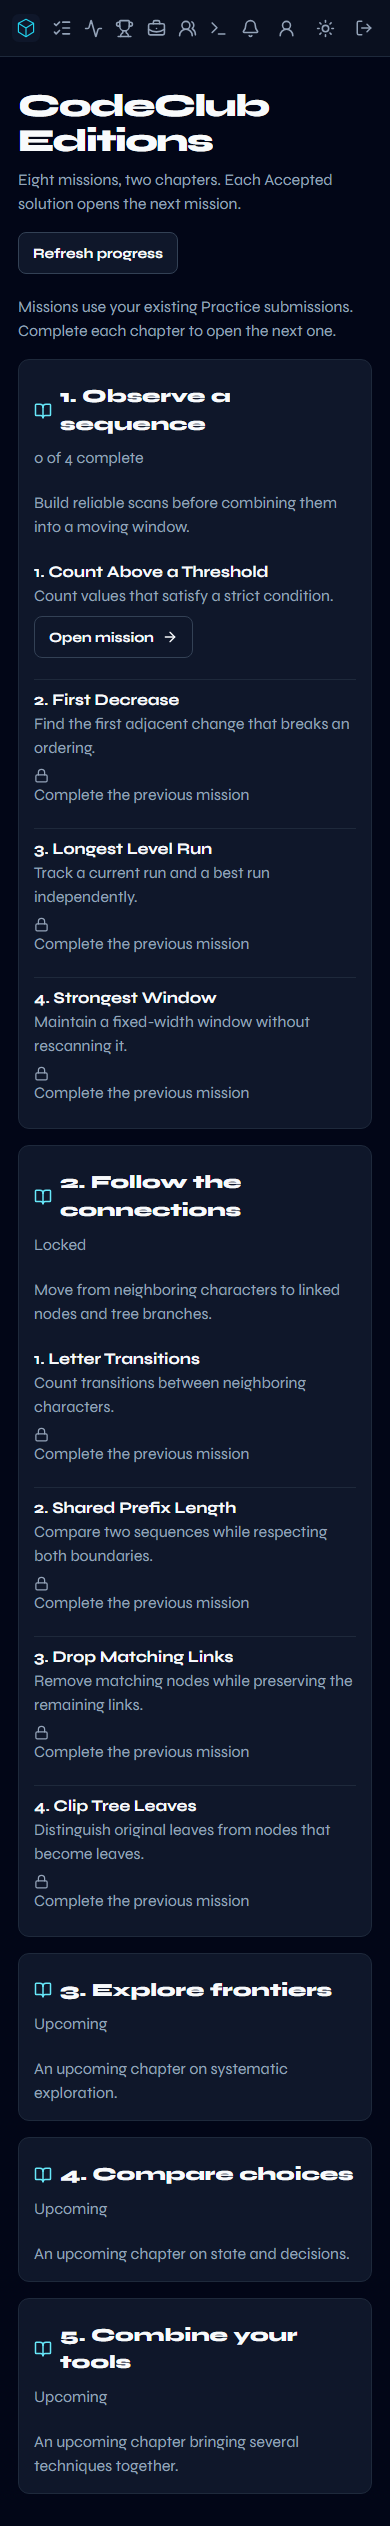 CodeClub
Editions
Eight missions, two chapters. Each Accepted
solution opens the next mission.
Refresh progress
Missions use your existing Practice submissions.
Complete each chapter to open the next one.
1. Observe a
sequence
0 of 4 complete
Build reliable scans before combining them
into a moving window.
1. Count Above a Threshold
Count values that satisfy a strict condition.
Open mission →
2. First Decrease
Find the first adjacent change that breaks an
ordering.
Complete the previous mission
3. Longest Level Run
Track a current run and a best run
independently.
Complete the previous mission
4. Strongest Window
Maintain a fixed-width window without
rescanning it.
Complete the previous mission
2. Follow the
connections
Locked
Move from neighboring characters to linked
nodes and tree branches.
1. Letter Transitions
Count transitions between neighboring
characters.
Complete the previous mission
2. Shared Prefix Length
Compare two sequences while respecting
both boundaries.
Complete the previous mission
3. Drop Matching Links
Remove matching nodes while preserving the
remaining links.
Complete the previous mission
4. Clip Tree Leaves
Distinguish original leaves from nodes that
become leaves.
Complete the previous mission
3. Explore frontiers
Upcoming
An upcoming chapter on systematic
exploration.
4. Compare choices
Upcoming
An upcoming chapter on state and decisions.
5. Combine your
tools
Upcoming
An upcoming chapter bringing several
techniques together.